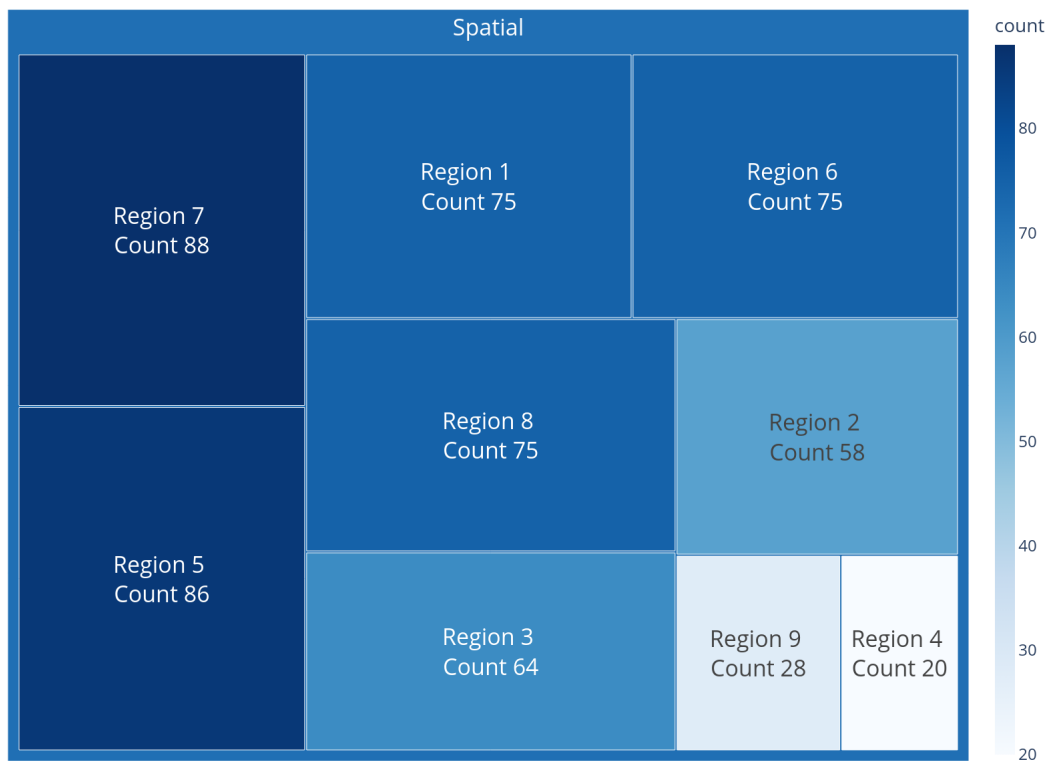 Spatial
count
Region 7
Count 88
Region 1
Count 75
Region 6
Count 75
Region 8
Count 75
Region 2
Count 58
Region 5
Count 86
Region 3
Count 64
Region 9
Count 28
Region 4
Count 20
80
70
60
50
40
30
20